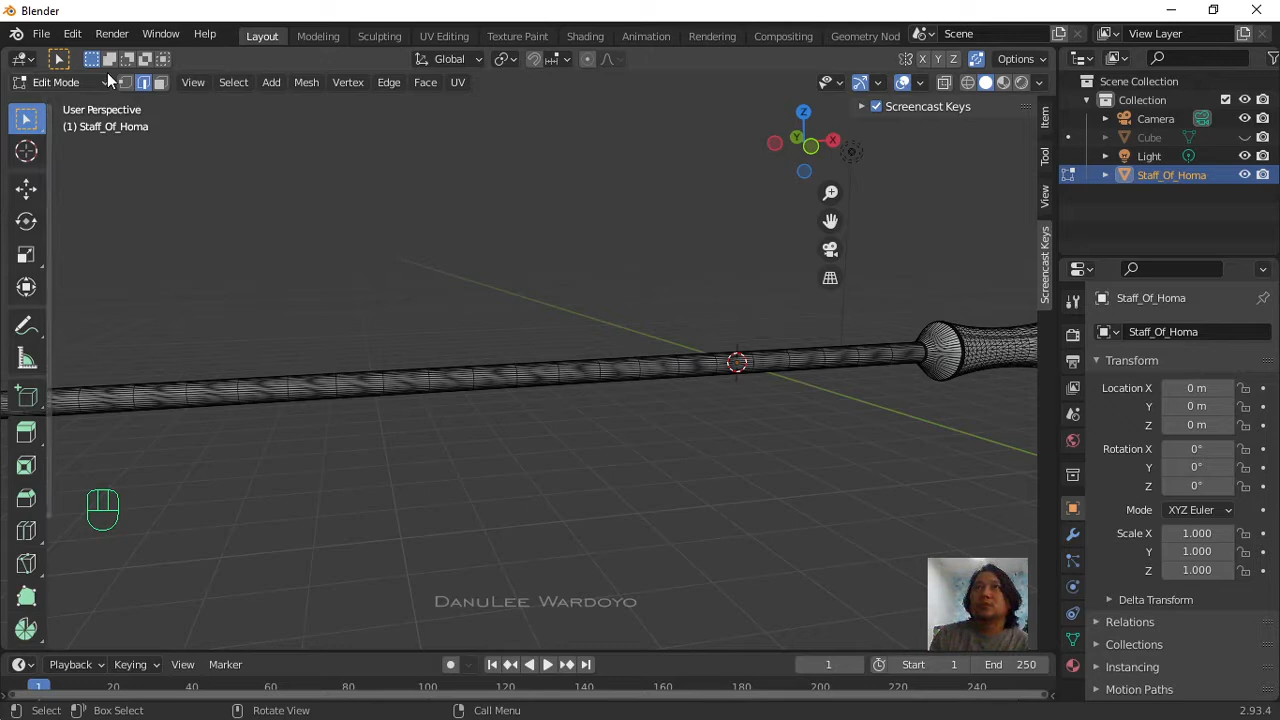 Blender
File Edit Render Window Help Layout Modeling Sculpting UV Editing Texture Paint Shading Animation Rendering Compositing Geometry Nod Scene View Layer
Global X Y Z Options
Edit Mode View Select Add Mesh Vertex Edge Face UV
User Perspective
(1) Staff_Of_Homa
Screencast Keys
Z
Y X
Item
Tool
View
Screencast Keys
Scene Collection
Collection
Camera
Cube
Light
Staff_Of_Homa
Staff_Of_Homa
Staff_Of_Homa
Transform
Location X 0 m
Y 0 m
Z 0 m
Rotation X 0°
Y 0°
Z 0°
Mode XYZ Euler
Scale X 1.000
Y 1.000
Z 1.000
Delta Transform
Relations
Collections
Instancing
Motion Paths
DanuLee Wardoyo
Playback Keying View Marker 1 Start 1 End 250
1 20 40 60 80 100 120 140 160 180 200 220 240
Select Box Select Rotate View Call Menu 2.93.4